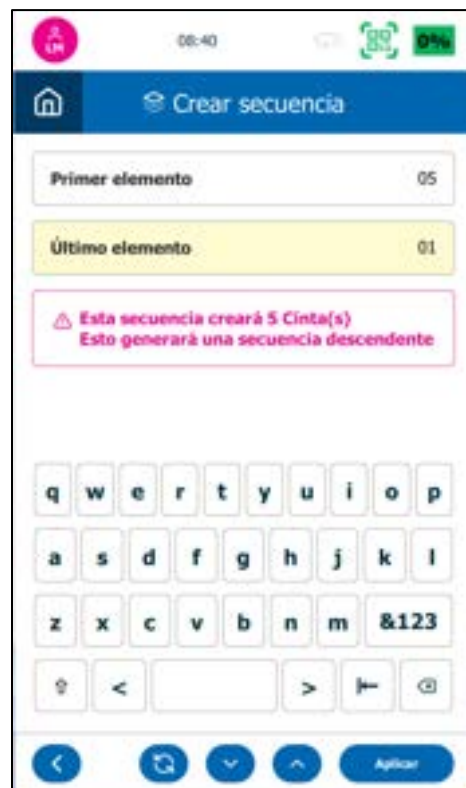 LM 08:40 0%
Crear secuencia
Primer elemento 05
Último elemento 01
Esta secuencia creará 5 Cinta(s)
Esto generará una secuencia descendente
q w e r t y u i o p
a s d f g h j k l
z x c v b n m &123
< >
Aplicar